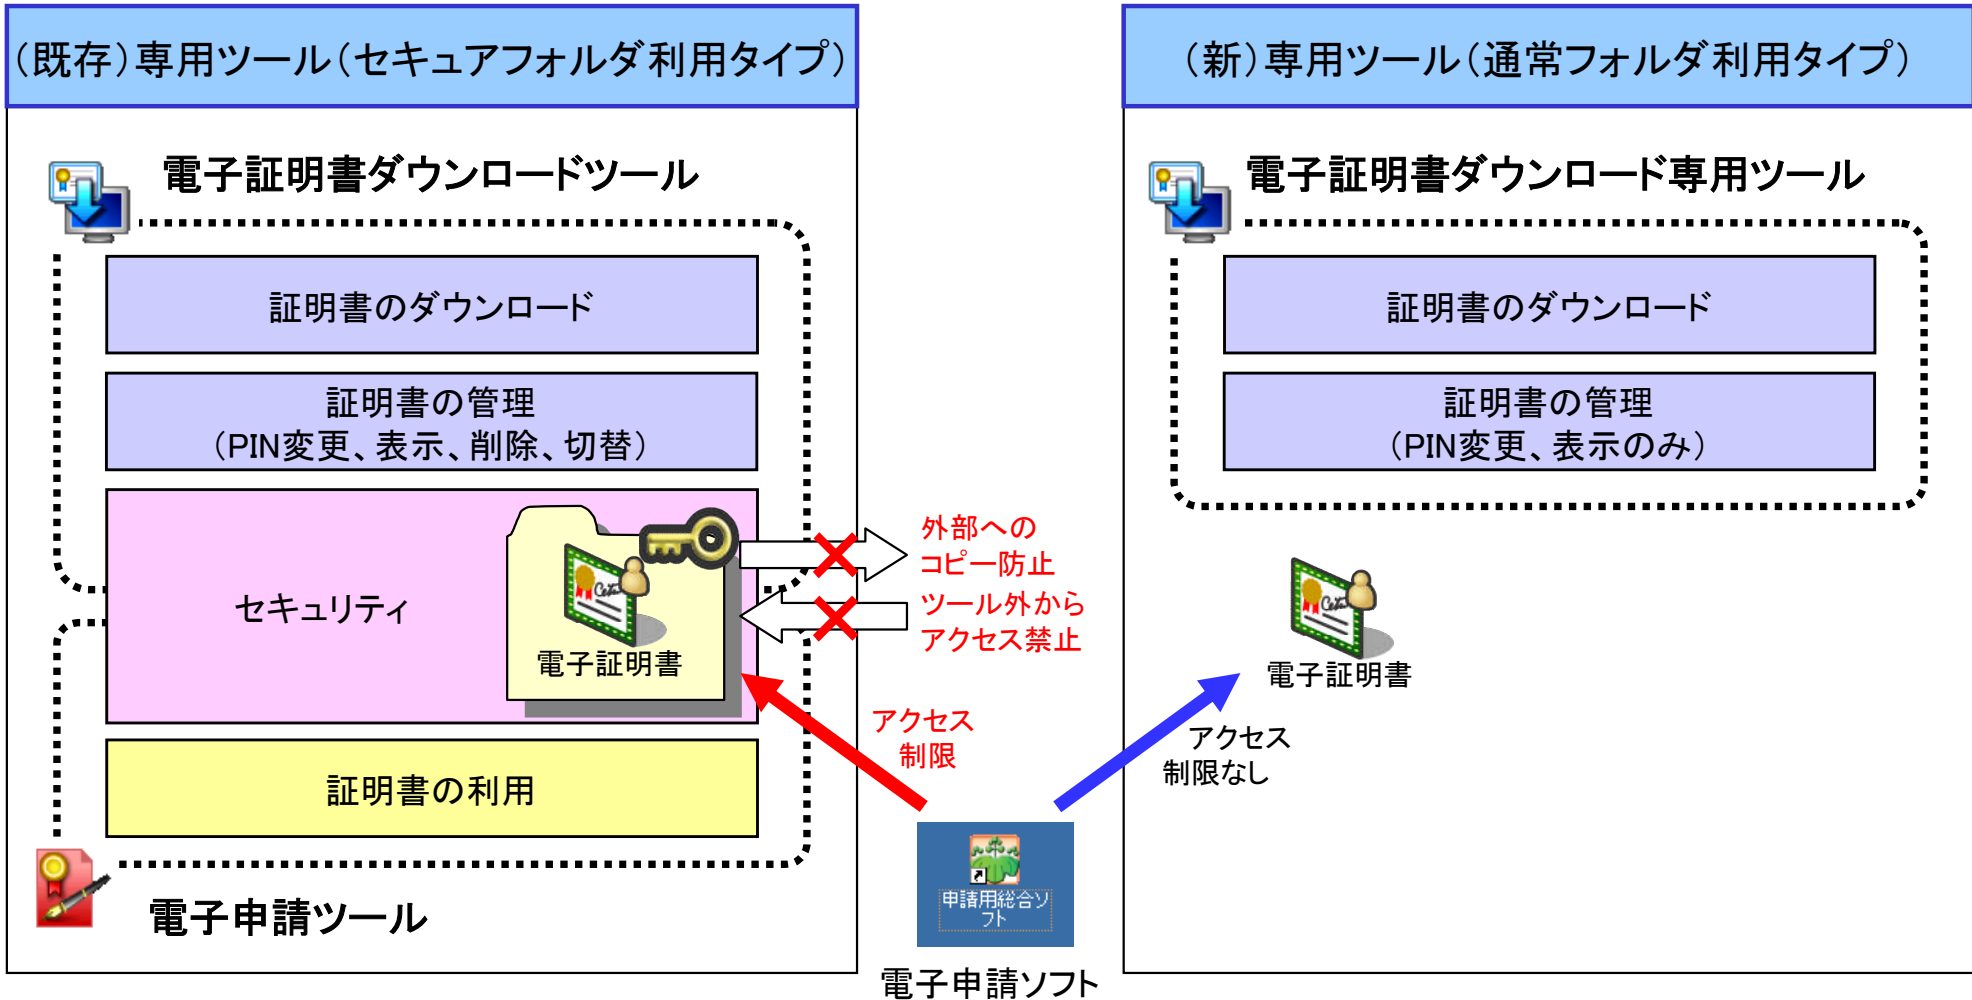 （既存）専用ツール（セキュアフォルダ利用タイプ）
電子証明書ダウンロードツール
証明書のダウンロード
証明書の管理
（PIN変更、表示、削除、切替）
セキュリティ
電子証明書
証明書の利用
電子申請ツール
外部への
コピー防止
ツール外から
アクセス禁止
アクセス
制限
申請用総合ソ
フト
電子申請ソフト
（新）専用ツール（通常フォルダ利用タイプ）
電子証明書ダウンロード専用ツール
証明書のダウンロード
証明書の管理
（PIN変更、表示のみ）
電子証明書
アクセス
制限なし